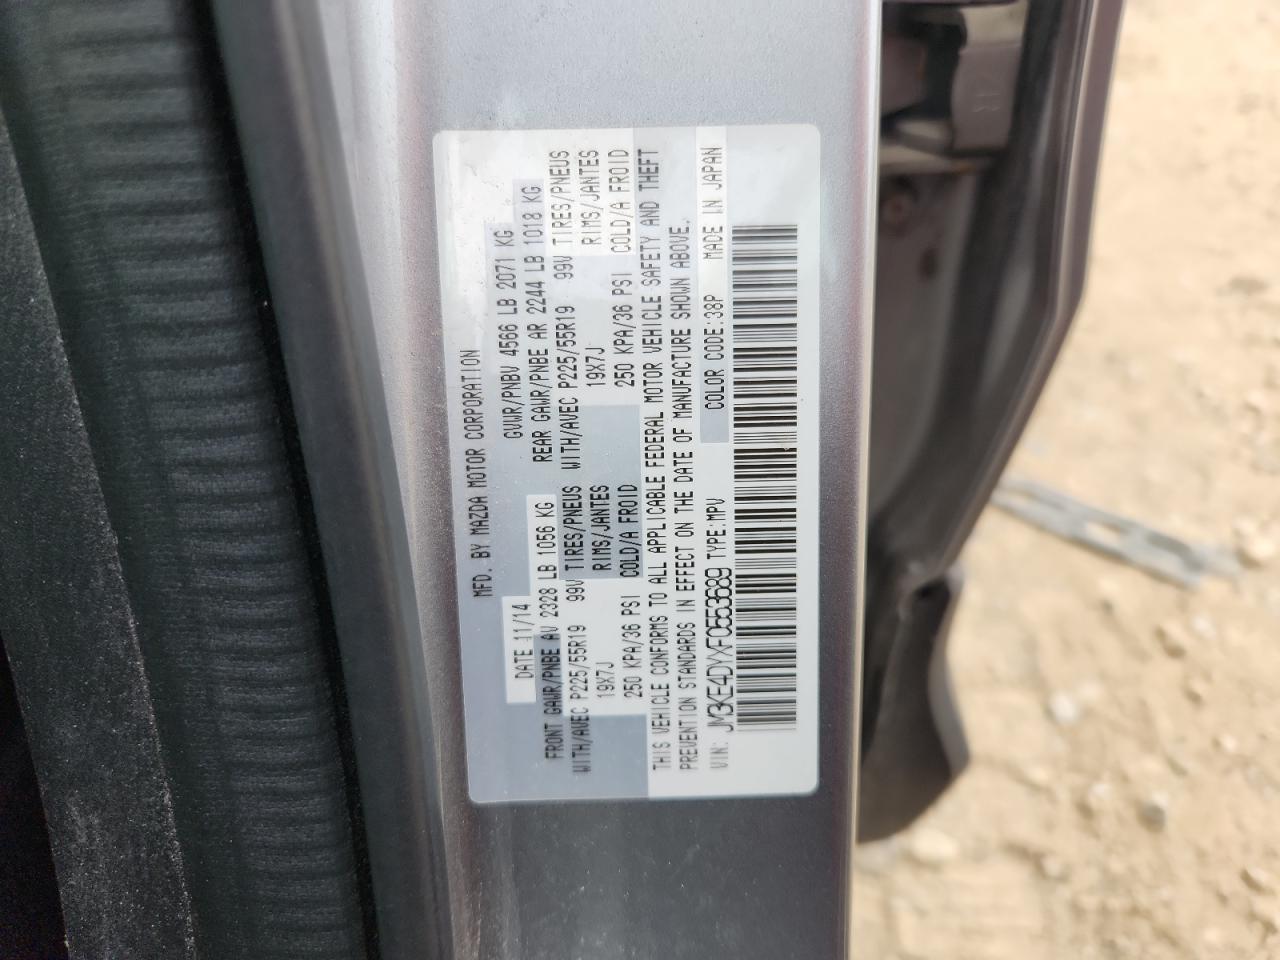 MFD. BY MAZDA MOTOR CORPORATION
DATE 11/14 GVWR/PNBV 4566 LB 2071 KG
FRONT GAWR/PNBE AV 2328 LB 1056 KG REAR GAWR/PNBE AR 2244 LB 1018 KG
WITH/AVEC P225/55R19 99V TIRES/PNEUS WITH/AVEC P225/55R19 99V TIRES/PNEUS
19X7J RIMS/JANTES 19X7J RIMS/JANTES
250 KPA/36 PSI COLD/A FROID 250 KPA/36 PSI COLD/A FROID
THIS VEHICLE CONFORMS TO ALL APPLICABLE FEDERAL MOTOR VEHICLE SAFETY AND THEFT
PREVENTION STANDARDS IN EFFECT ON THE DATE OF MANUFACTURE SHOWN ABOVE.
VIN: JM3KE4DYXF0553689 TYPE:MPV COLOR CODE:38P MADE IN JAPAN